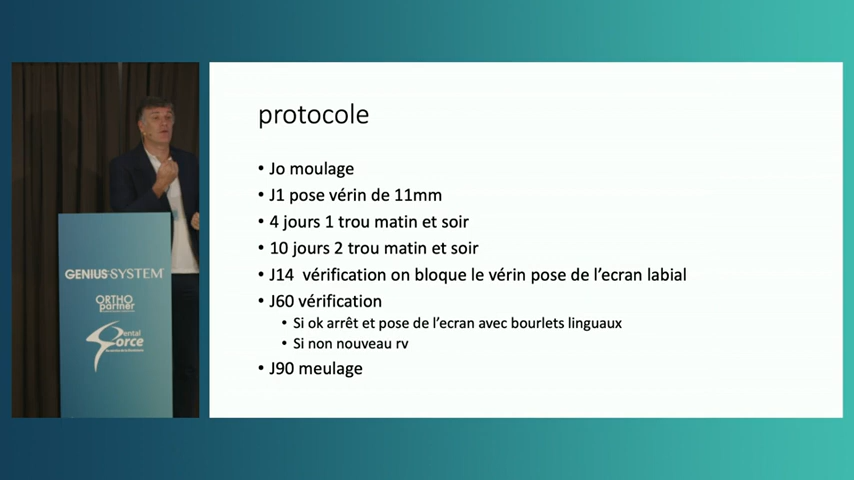 protocole
• Jo moulage
• J1 pose vérin de 11mm
• 4 jours 1 trou matin et soir
• 10 jours 2 trou matin et soir
• J14 vérification on bloque le vérin pose de l'ecran labial
• J60 vérification
• Si ok arrêt et pose de l'ecran avec bourlets linguaux
• Si non nouveau rv
• J90 meulage
GENIUS SYSTEM
ORTHO
partner
Dental
Force